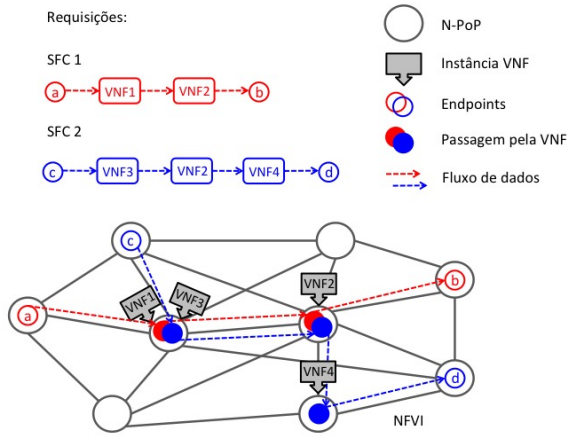 Requisições:
SFC 1
a VNF1 VNF2 b
SFC 2
c VNF3 VNF2 VNF4 d
N-PoP
Instância VNF
Endpoints
Passagem pela VNF
Fluxo de dados
c
VNF1 VNF3 VNF2
b
a
VNF4
d
NFVI